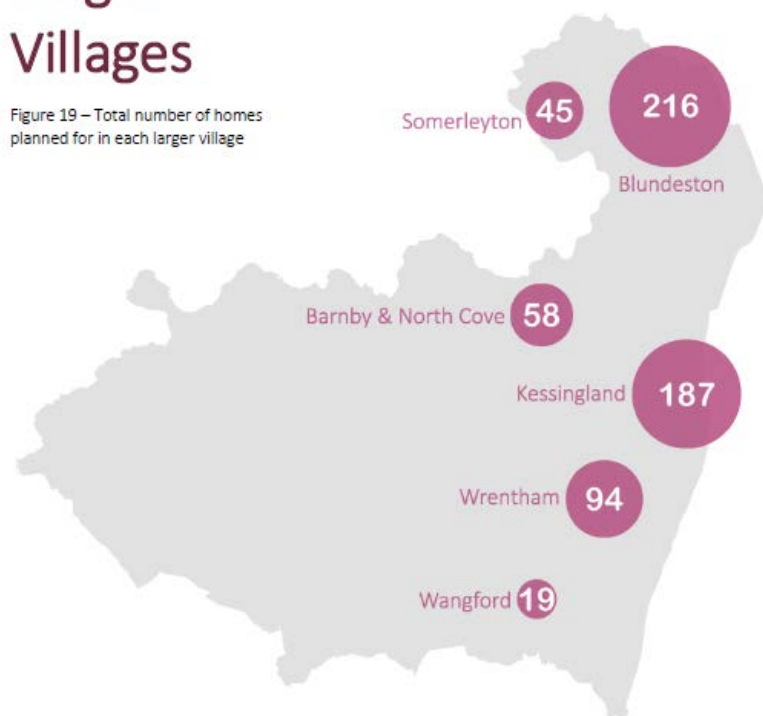 Villages
Figure 19 – Total number of homes
planned for in each larger village
Somerleyton 45
216
Blundeston
Barnby & North Cove 58
Kessingland 187
Wrentham 94
Wangford 19